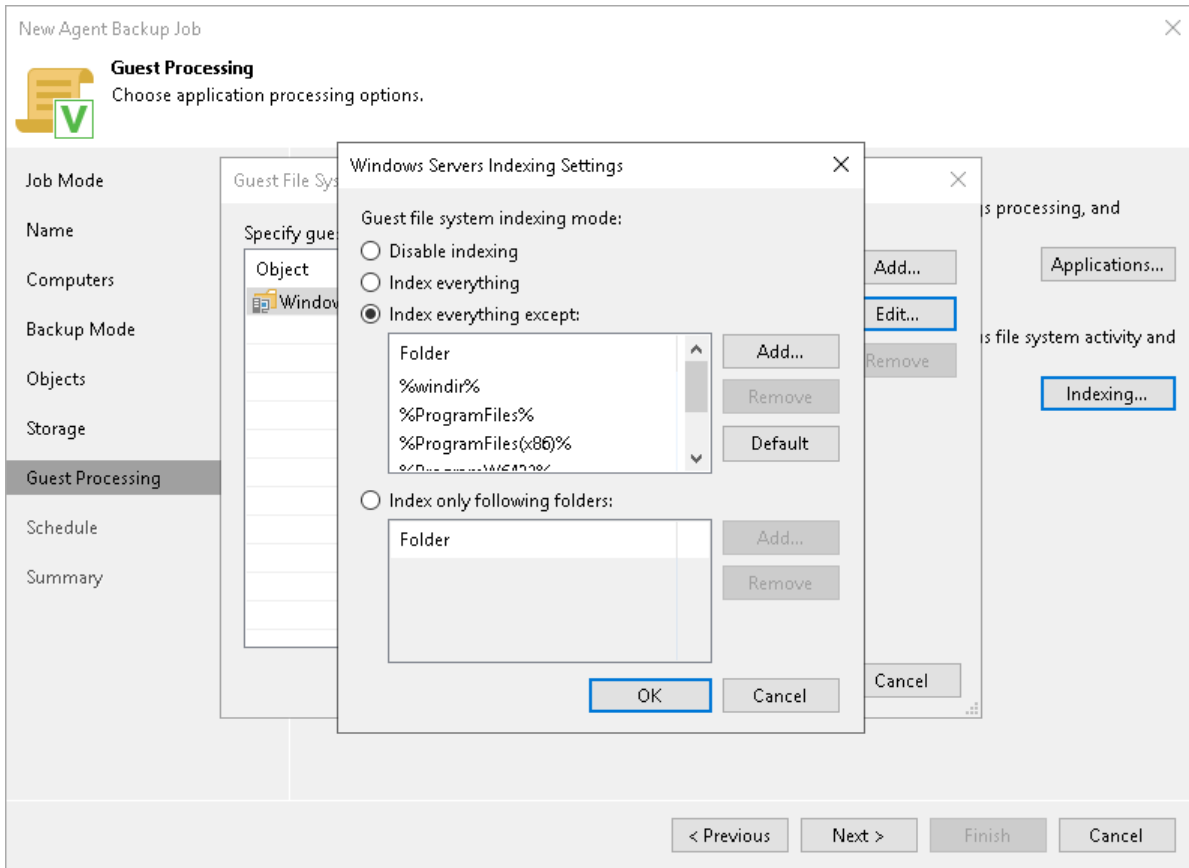 New Agent Backup Job
Guest Processing
Choose application processing options.
Job Mode
Name
Computers
Backup Mode
Objects
Storage
Guest Processing
Schedule
Summary
Guest File Sys
Specify gue
Object
Window
Add...
Edit...
Remove
Cancel
Windows Servers Indexing Settings
Guest file system indexing mode:
Disable indexing
Index everything
Index everything except:
Folder
%windir%
%ProgramFiles%
%ProgramFiles(x86)%
Add...
Remove
Default
Index only following folders:
Folder
Add...
Remove
OK
Cancel
gs processing, and
Applications...
is file system activity and
Indexing...
< Previous
Next >
Finish
Cancel